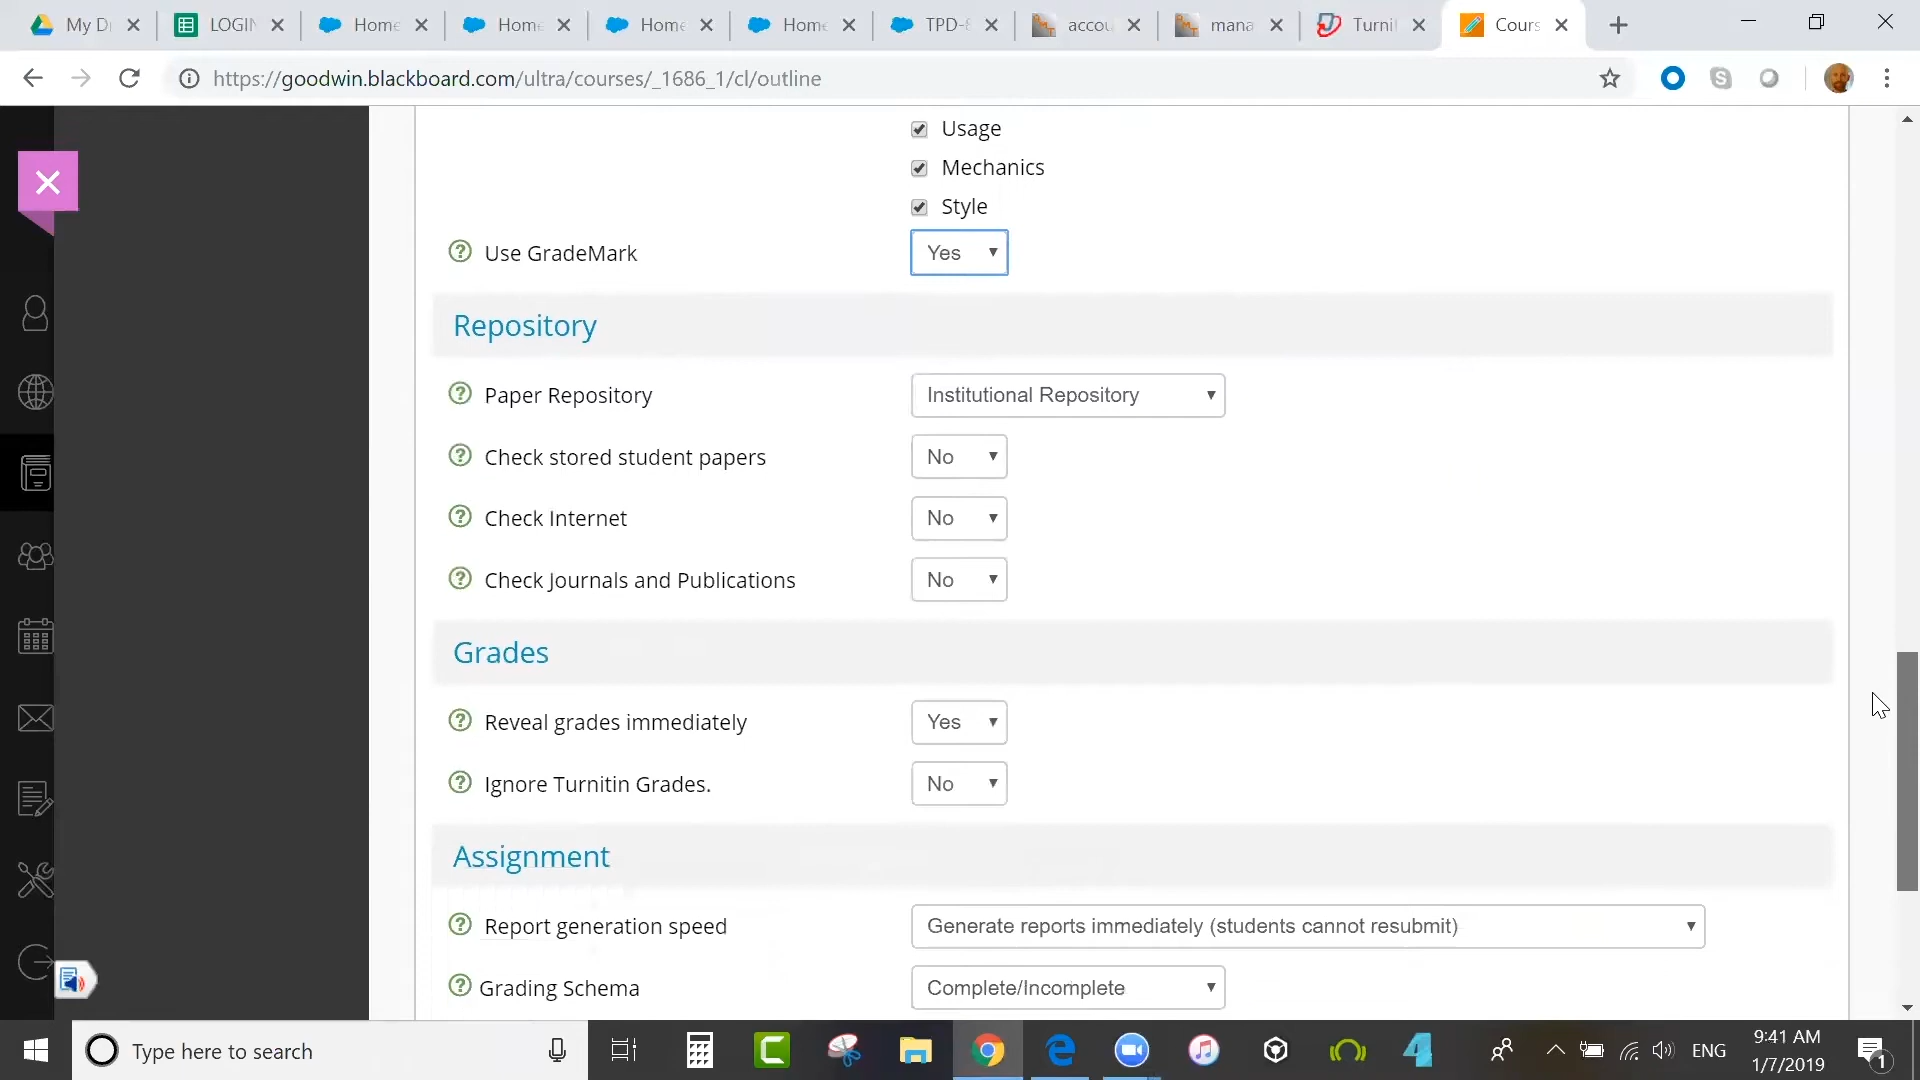 My D
LOGIN
Home
Home
Home
Home
TPD-8
accou
mana
Turnit
Cours
https://goodwin.blackboard.com/ultra/courses/_1686_1/cl/outline
Usage
Mechanics
Style
Use GradeMark
Yes
Repository
Paper Repository
Institutional Repository
Check stored student papers
No
Check Internet
No
Check Journals and Publications
No
Grades
Reveal grades immediately
Yes
Ignore Turnitin Grades.
No
Assignment
Report generation speed
Generate reports immediately (students cannot resubmit)
Grading Schema
Complete/Incomplete
Type here to search
ENG
9:41 AM
1/7/2019
1